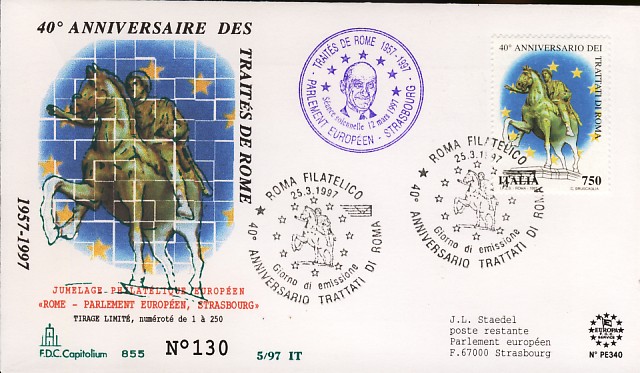 40° ANNIVERSAIRE DES
TRAITÉS DE ROME
1957-1997
JUMELAGE PHILATÉLIQUE EUROPÉEN
«ROME - PARLEMENT EUROPÉEN, STRASBOURG»
TIRAGE LIMITÉ, numéroté de 1 à 250
F.D.C. Capitolium 855 N°130 5/97 IT
TRAITÉS DE ROME 1957-1997
PARLEMENT EUROPÉEN - STRASBOURG
Séance solennelle 12 mars 1997
40° ANNIVERSARIO DEI
TRATTATI DI ROMA
ITALIA 750
ROMA FILATELICO
25.3.1997
Giorno di emissione
40° ANNIVERSARIO TRATTATI DI ROMA
ROMA FILATELICO
25.3.1997
Giorno di emissione
40° ANNIVERSARIO TRATTATI DI ROMA
J.L. Staedel
poste restante
Parlement européen
F.67000 Strasbourg
EUROPA
SERVICE
N° PE340